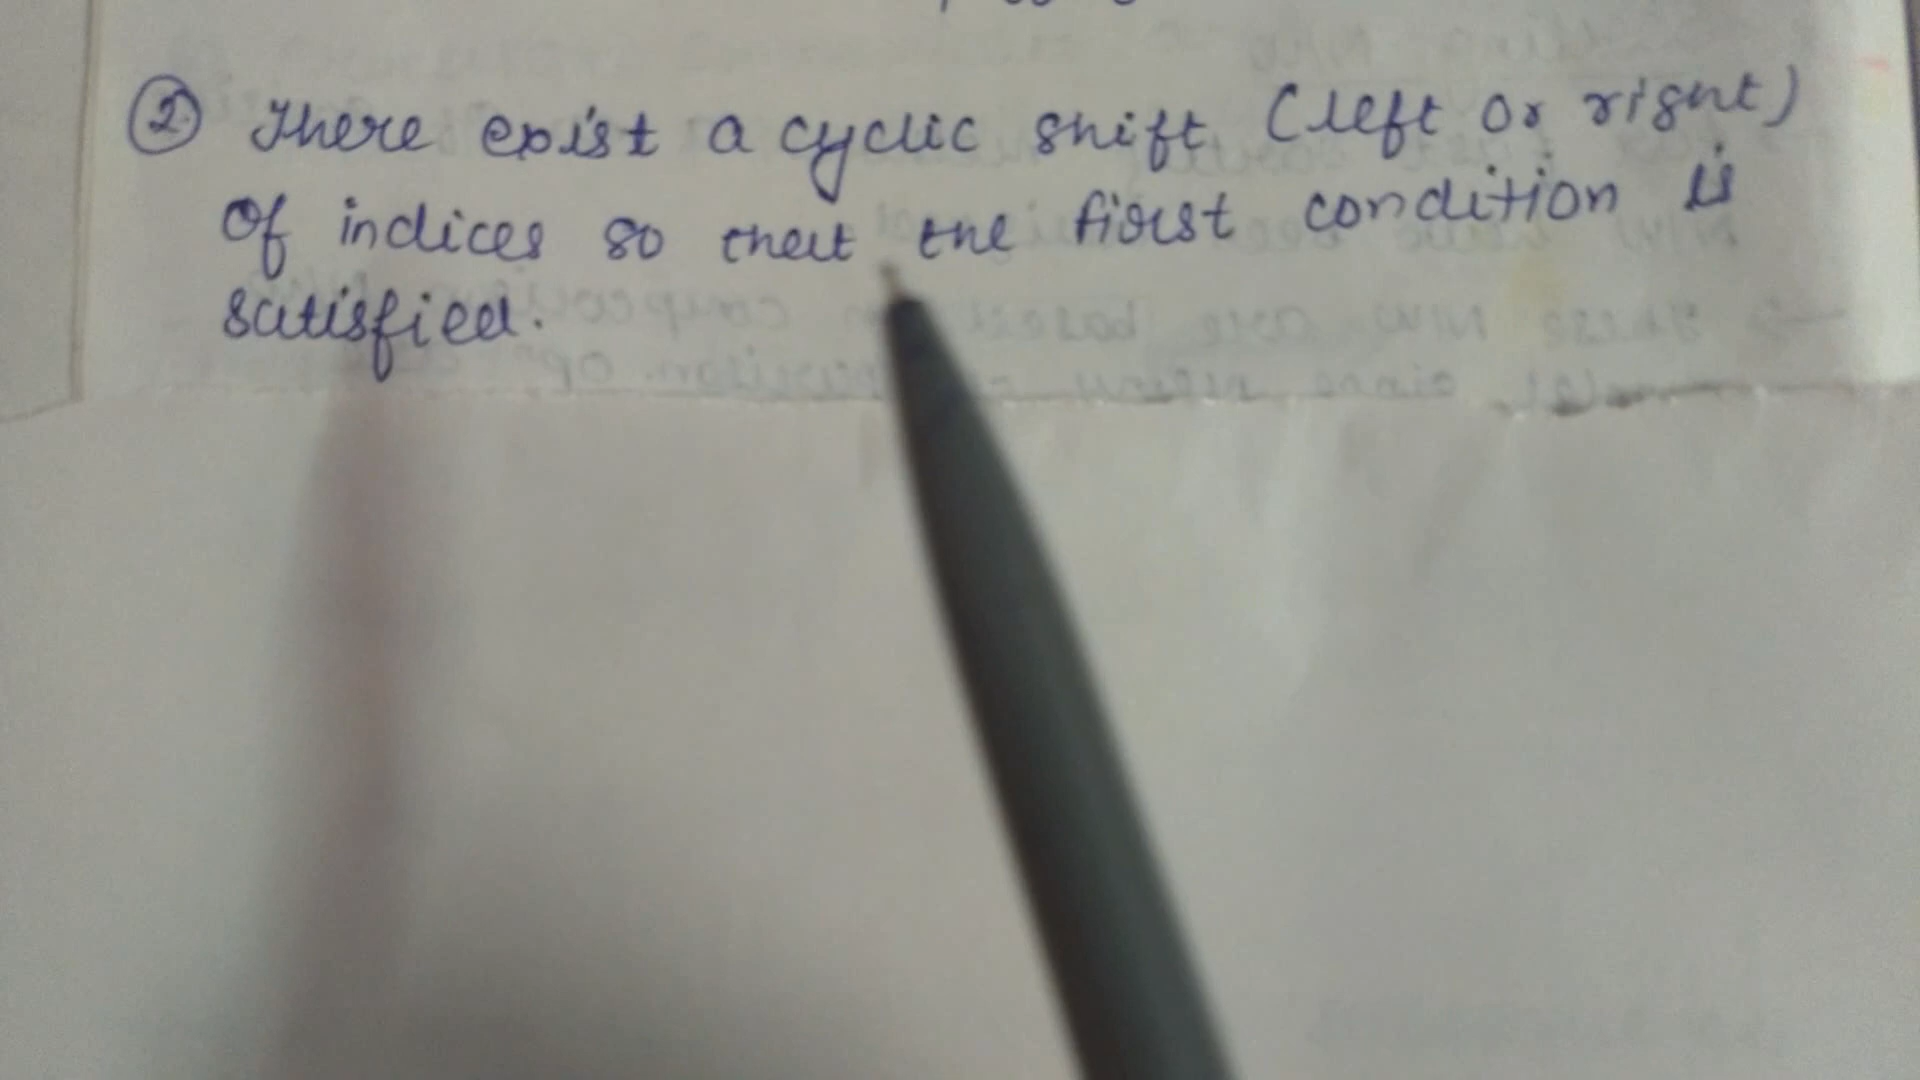 ② There exist a cyclic shift (left or right)
of indices so that the first condition is
satisfied.